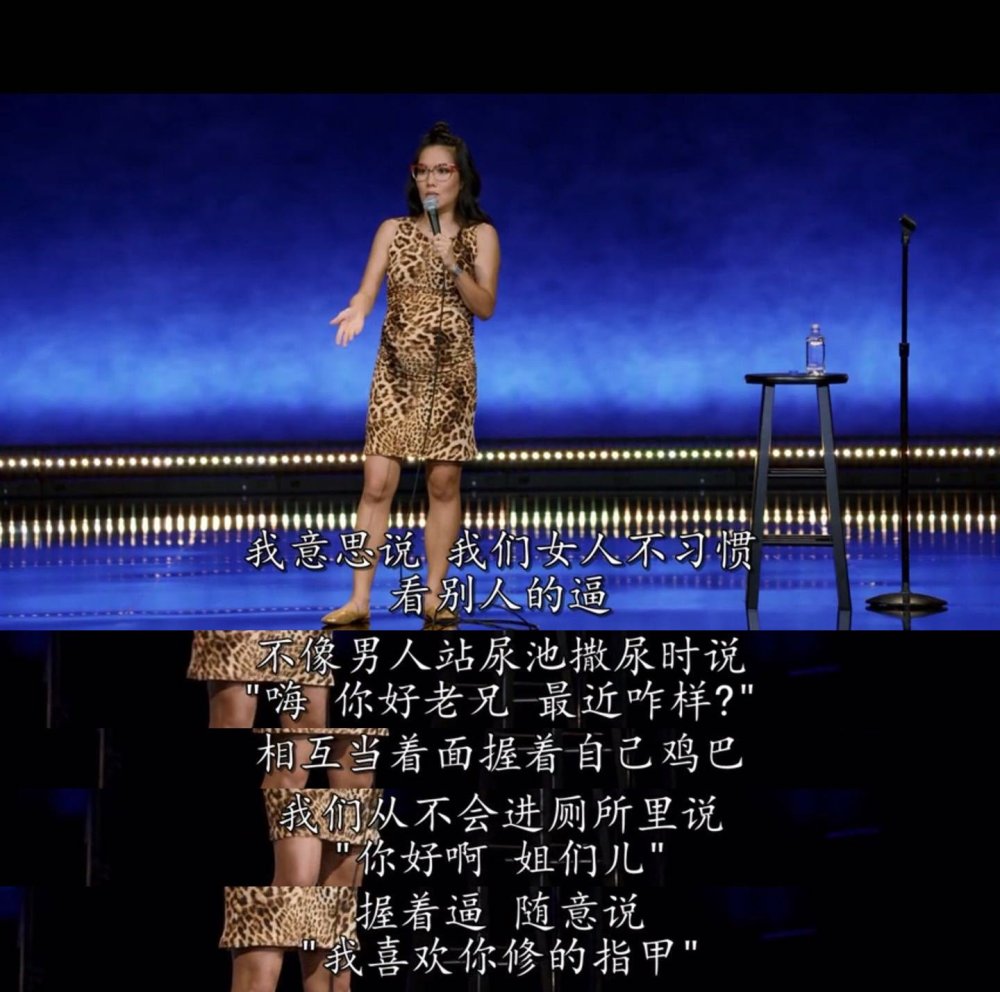 我意思说 我们女人不习惯
看别人的逼
不像男人站尿池撒尿时说
"嗨 你好老兄 最近咋样?"
相互当着面握着自己鸡巴
我们从不会进厕所里说
"你好啊 姐们儿"
握着逼 随意说
"我喜欢你修的指甲"